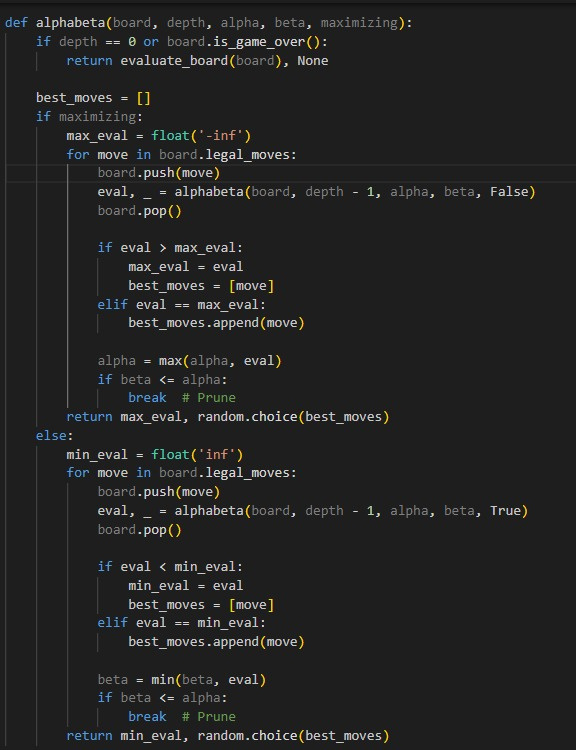 def alphabeta(board, depth, alpha, beta, maximizing):
    if depth == 0 or board.is_game_over():
        return evaluate_board(board), None

    best_moves = []
    if maximizing:
        max_eval = float('-inf')
        for move in board.legal_moves:
            board.push(move)
            eval, _ = alphabeta(board, depth - 1, alpha, beta, False)
            board.pop()

            if eval > max_eval:
                max_eval = eval
                best_moves = [move]
            elif eval == max_eval:
                best_moves.append(move)

            alpha = max(alpha, eval)
            if beta <= alpha:
                break  # Prune
        return max_eval, random.choice(best_moves)
    else:
        min_eval = float('inf')
        for move in board.legal_moves:
            board.push(move)
            eval, _ = alphabeta(board, depth - 1, alpha, beta, True)
            board.pop()

            if eval < min_eval:
                min_eval = eval
                best_moves = [move]
            elif eval == min_eval:
                best_moves.append(move)

            beta = min(beta, eval)
            if beta <= alpha:
                break  # Prune
        return min_eval, random.choice(best_moves)